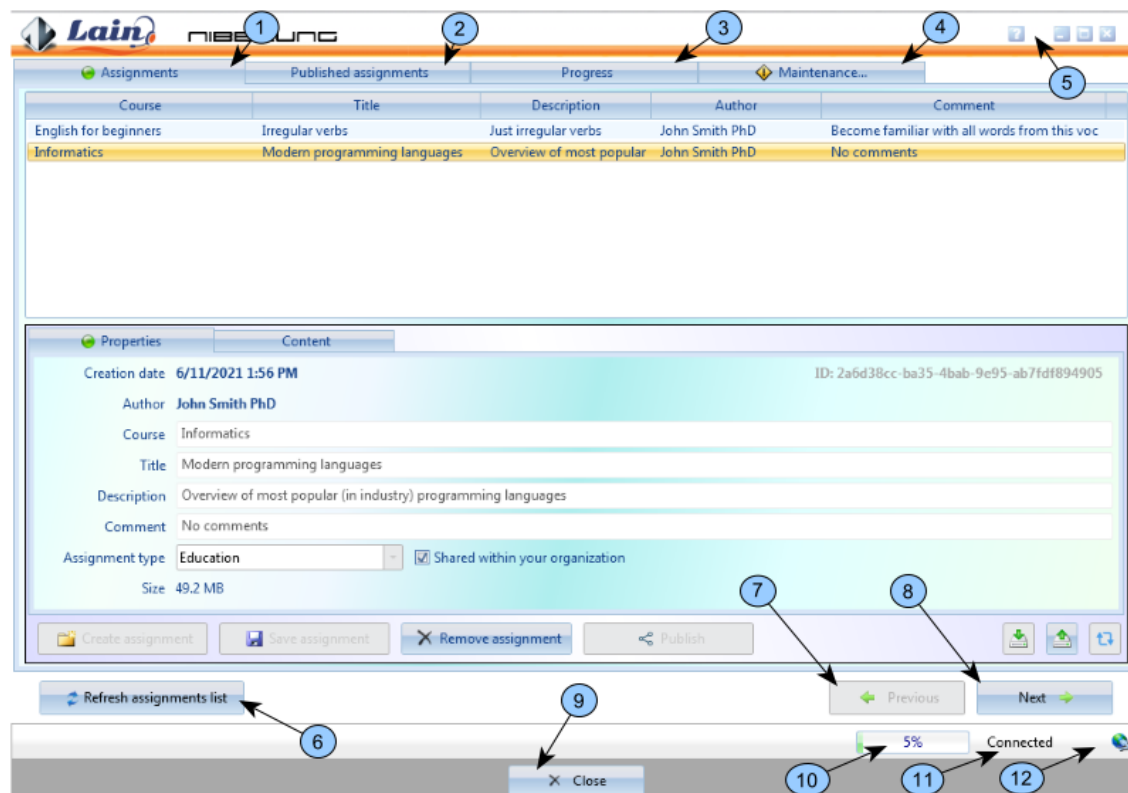 Lain
1 2 3 4 5
Assignments Published assignments Progress Maintenance...
Course Title Description Author Comment
English for beginners Irregular verbs Just irregular verbs John Smith PhD Become familiar with all words from this voc
Informatics Modern programming languages Overview of most popular John Smith PhD No comments
Properties Content
Creation date 6/11/2021 1:56 PM ID: 2a6d38cc-ba35-4bab-9e95-ab7fdf894905
Author John Smith PhD
Course Informatics
Title Modern programming languages
Description Overview of most popular (in industry) programming languages
Comment No comments
Assignment type Education Shared within your organization
Size 49.2 MB
7 8
Create assignment Save assignment Remove assignment Publish
Refresh assignments list Previous Next
9
6
5% Connected
10 11 12
Close